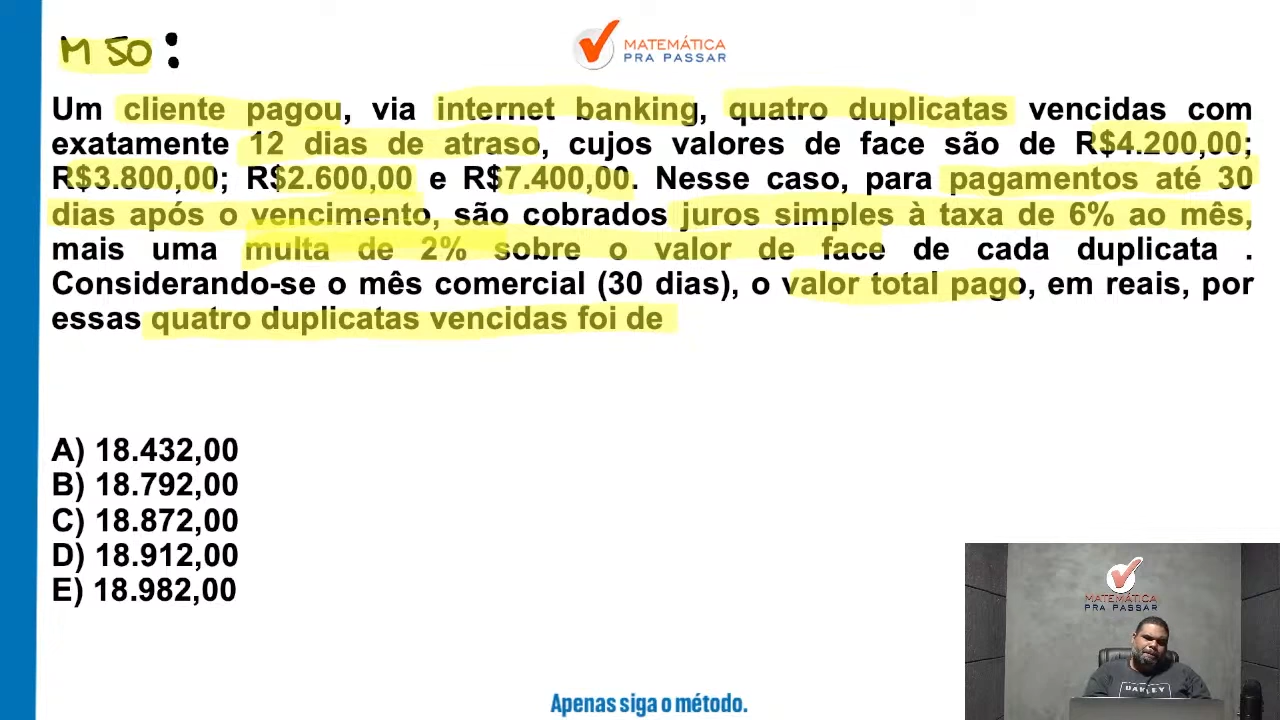 M 50 :
MATEMÁTICA
PRA PASSAR
Um cliente pagou, via internet banking, quatro duplicatas vencidas com
exatamente 12 dias de atraso, cujos valores de face são de R$4.200,00;
R$3.800,00; R$2.600,00 e R$7.400,00. Nesse caso, para pagamentos até 30
dias após o vencimento, são cobrados juros simples à taxa de 6% ao mês,
mais uma multa de 2% sobre o valor de face de cada duplicata .
Considerando-se o mês comercial (30 dias), o valor total pago, em reais, por
essas quatro duplicatas vencidas foi de
A) 18.432,00
B) 18.792,00
C) 18.872,00
D) 18.912,00
E) 18.982,00
MATEMÁTICA
PRA PASSAR
OAKLEY
Apenas siga o método.